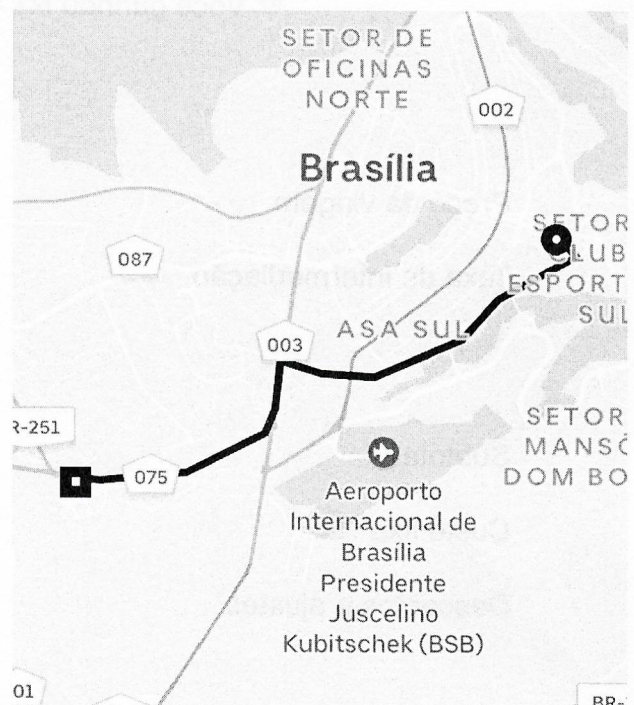 SETOR DE
OFICINAS
NORTE
002
Brasília
SETOR
CLUB
ESPORT
SUL
087
003
ASA SUL
R-251
075
SETOR
MANSÕ
DOM BO
Aeroporto
Internacional de
Brasília
Presidente
Juscelino
Kubitschek (BSB)
01
BR-